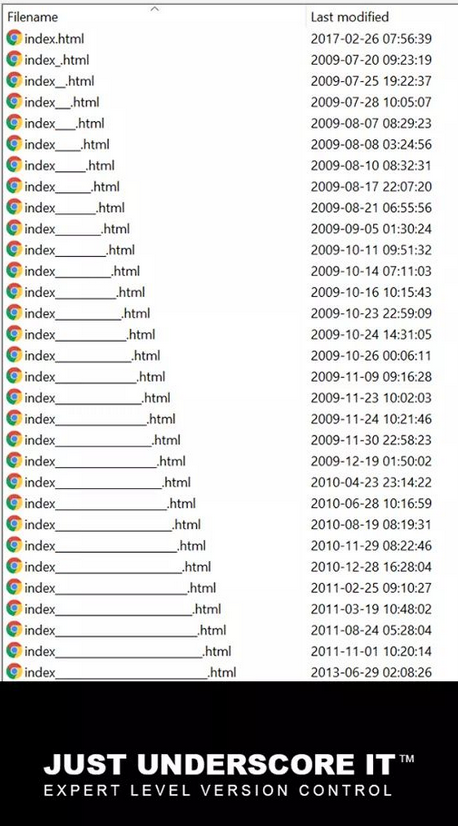 Filename Last modified
index.html 2017-02-26 07:56:39
index_.html 2009-07-20 09:23:19
index__.html 2009-07-25 19:22:37
index___.html 2009-07-28 10:05:07
index____.html 2009-08-07 08:29:23
index_____.html 2009-08-08 03:24:56
index______.html 2009-08-10 08:32:31
index_______.html 2009-08-17 22:07:20
index________.html 2009-08-21 06:55:56
index_________.html 2009-09-05 01:30:24
index__________.html 2009-10-11 09:51:32
index___________.html 2009-10-14 07:11:03
index____________.html 2009-10-16 10:15:43
index_____________.html 2009-10-23 22:59:09
index______________.html 2009-10-24 14:31:05
index_______________.html 2009-10-26 00:06:11
index________________.html 2009-11-09 09:16:28
index_________________.html 2009-11-23 10:02:03
index__________________.html 2009-11-24 10:21:46
index___________________.html 2009-11-30 22:58:23
index____________________.html 2009-12-19 01:50:02
index_____________________.html 2010-04-23 23:14:22
index______________________.html 2010-06-28 10:16:59
index_______________________.html 2010-08-19 08:19:31
index________________________.html 2010-11-29 08:22:46
index_________________________.html 2010-12-28 16:28:04
index__________________________.html 2011-02-25 09:10:27
index___________________________.html 2011-03-19 10:48:02
index____________________________.html 2011-08-24 05:28:04
index_____________________________.html 2011-11-01 10:20:14
index______________________________.html 2013-06-29 02:08:26
JUST UNDERSCORE IT™
EXPERT LEVEL VERSION CONTROL